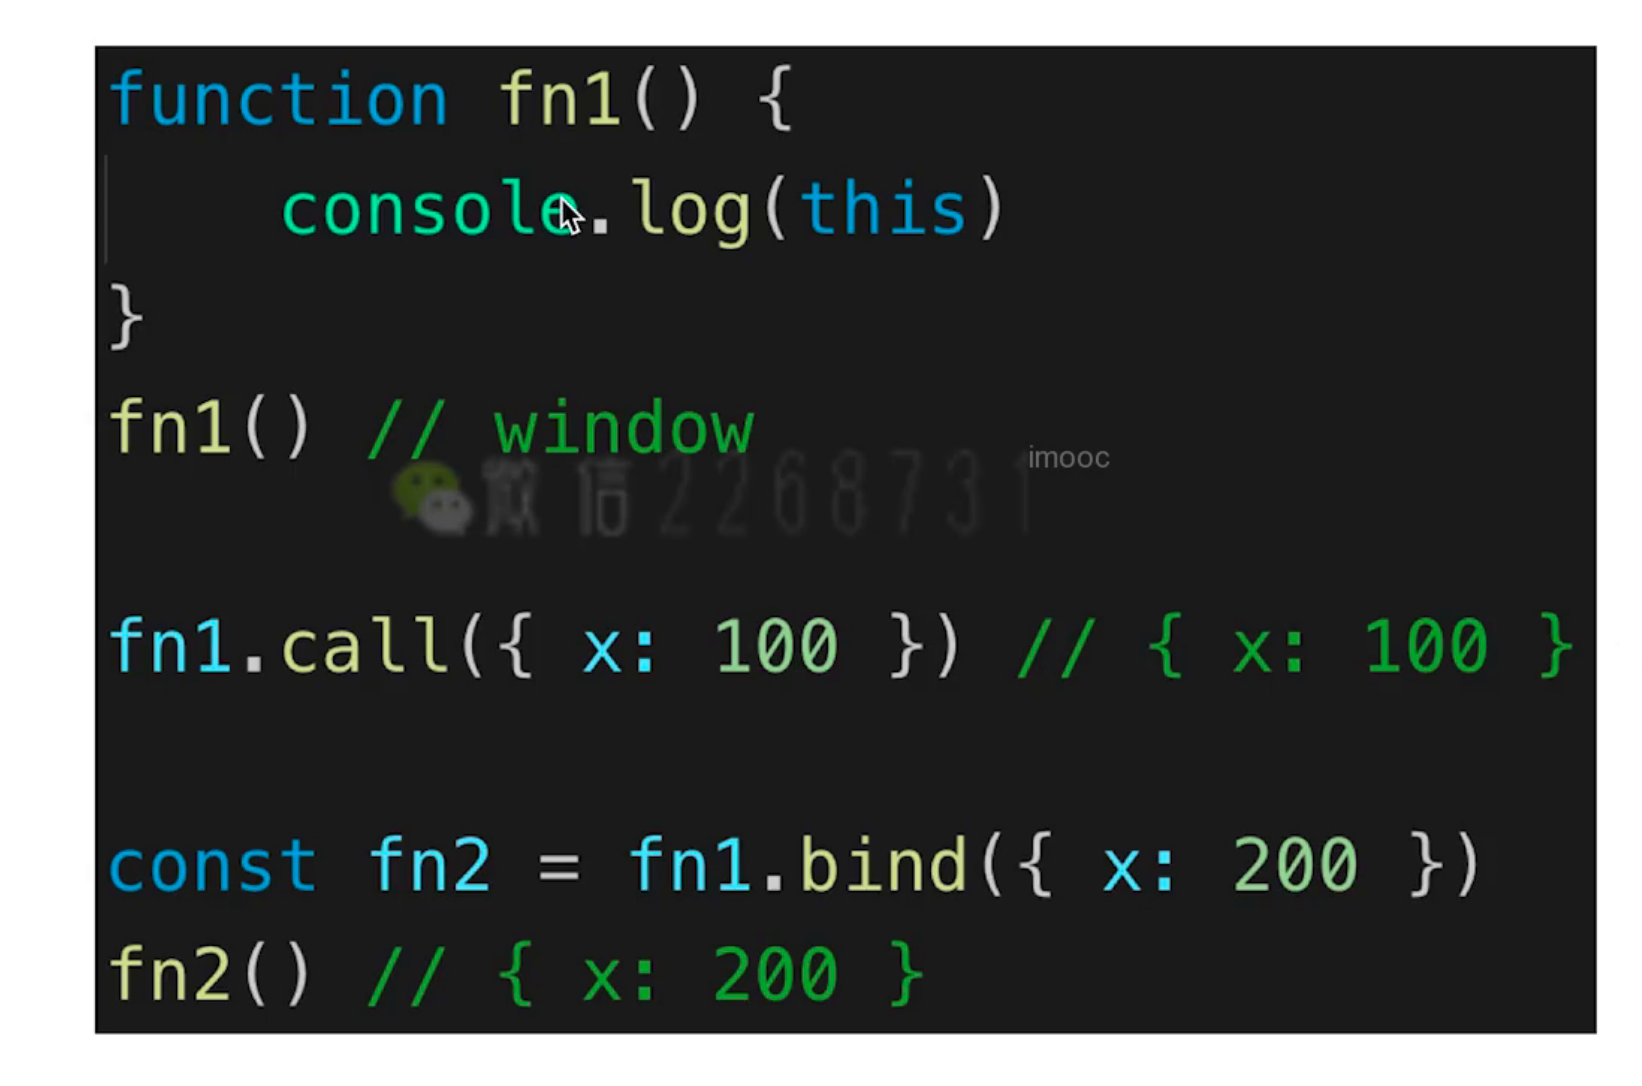 function fn1() {
    console.log(this)
}
fn1() // window
imooc
微信2268731
fn1.call({ x: 100 }) // { x: 100 }
const fn2 = fn1.bind({ x: 200 })
fn2() // { x: 200 }